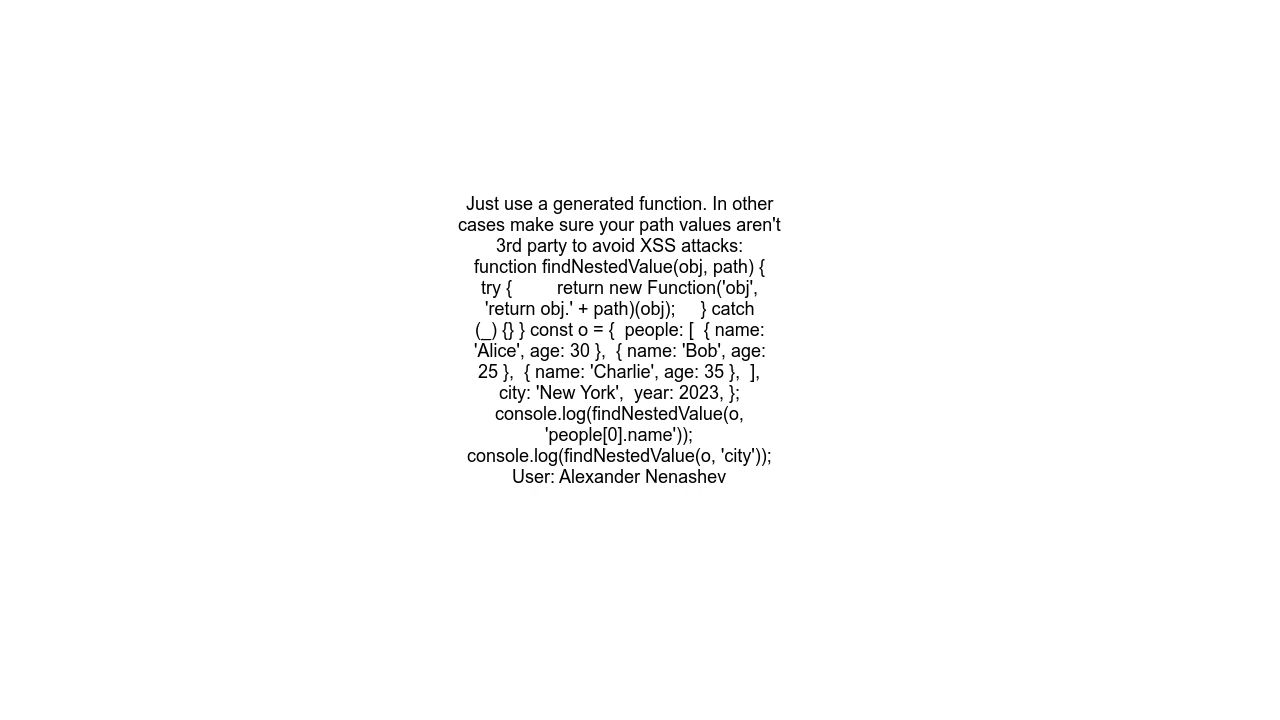 Just use a generated function. In other
cases make sure your path values aren't
3rd party to avoid XSS attacks:
function findNestedValue(obj, path) {
try {         return new Function('obj',
'return obj.' + path)(obj);     } catch
(_) {} } const o = {  people: [  { name:
'Alice', age: 30 },  { name: 'Bob', age:
25 },  { name: 'Charlie', age: 35 },  ],
city: 'New York',  year: 2023, };
console.log(findNestedValue(o,
'people[0].name'));
console.log(findNestedValue(o, 'city'));
User: Alexander Nenashev